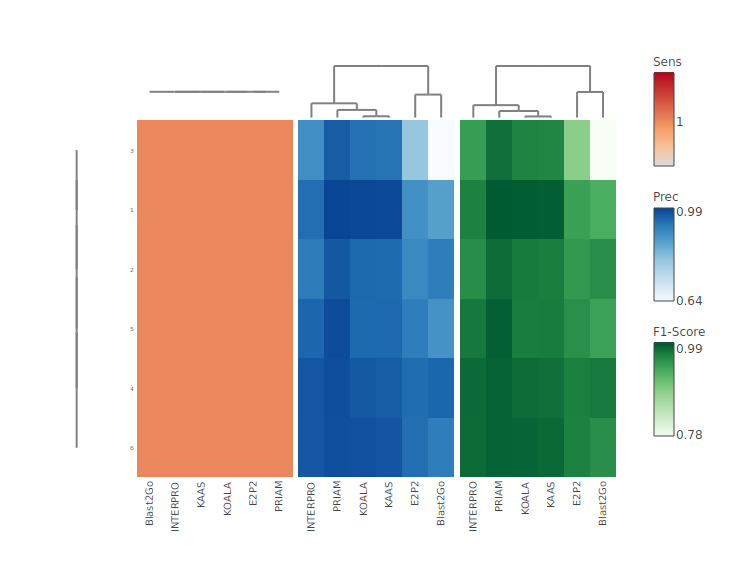 Sens
1
Prec
0.99
0.64
F1-Score
0.99
0.78
3
1
2
5
4
6
Blast2Go
INTERPRO
KAAS
KOALA
E2P2
PRIAM
INTERPRO
PRIAM
KOALA
KAAS
E2P2
Blast2Go
INTERPRO
PRIAM
KOALA
KAAS
E2P2
Blast2Go